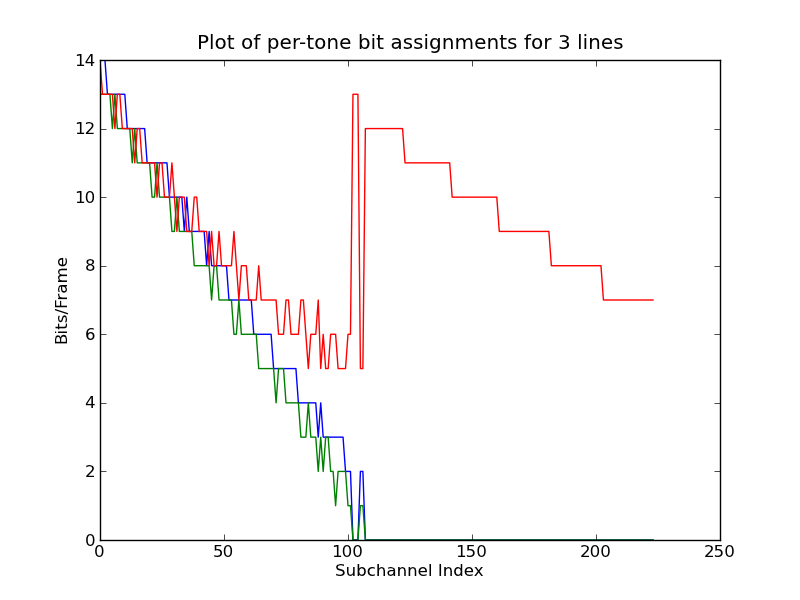 Plot of per-tone bit assignments for 3 lines
14
12
10
8
6
4
2
0
Bits/Frame
0 50 100 150 200 250
Subchannel Index